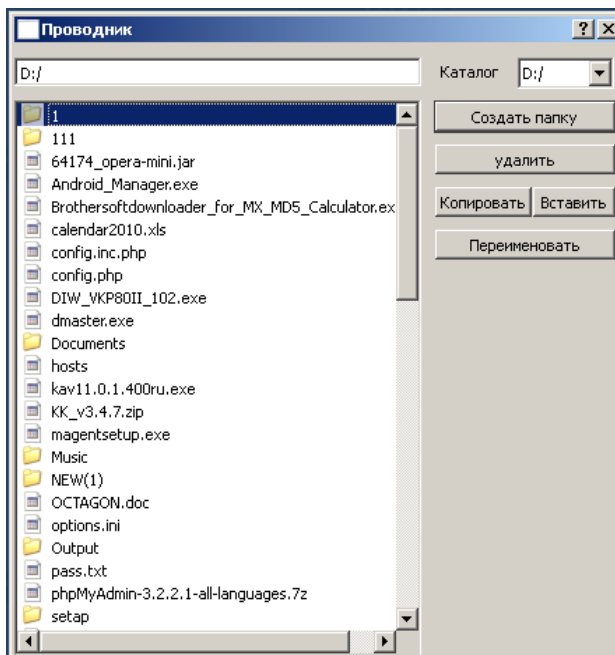 Проводник
D:/
Каталог D:/
1
111
64174_opera-mini.jar
Android_Manager.exe
Brothersoftdownloader_for_MX_MD5_Calculator.ex
calendar2010.xls
config.inc.php
config.php
DIW_VKP80II_102.exe
dmaster.exe
Documents
hosts
kav11.0.1.400ru.exe
KK_v3.4.7.zip
magentsetup.exe
Music
NEW(1)
OCTAGON.doc
options.ini
Output
pass.txt
phpMyAdmin-3.2.2.1-all-languages.7z
setap
Создать папку
удалить
Копировать Вставить
Переименовать